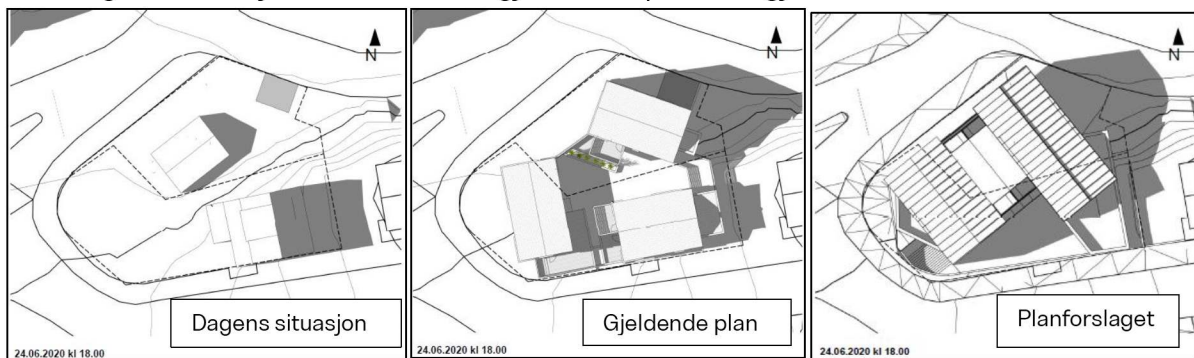 N
N
N
Dagens situasjon
Gjeldende plan
Planforslaget
24.06.2020 kl 18.00
24.06.2020 kl 18.00
24.06.2020 kl 18.00